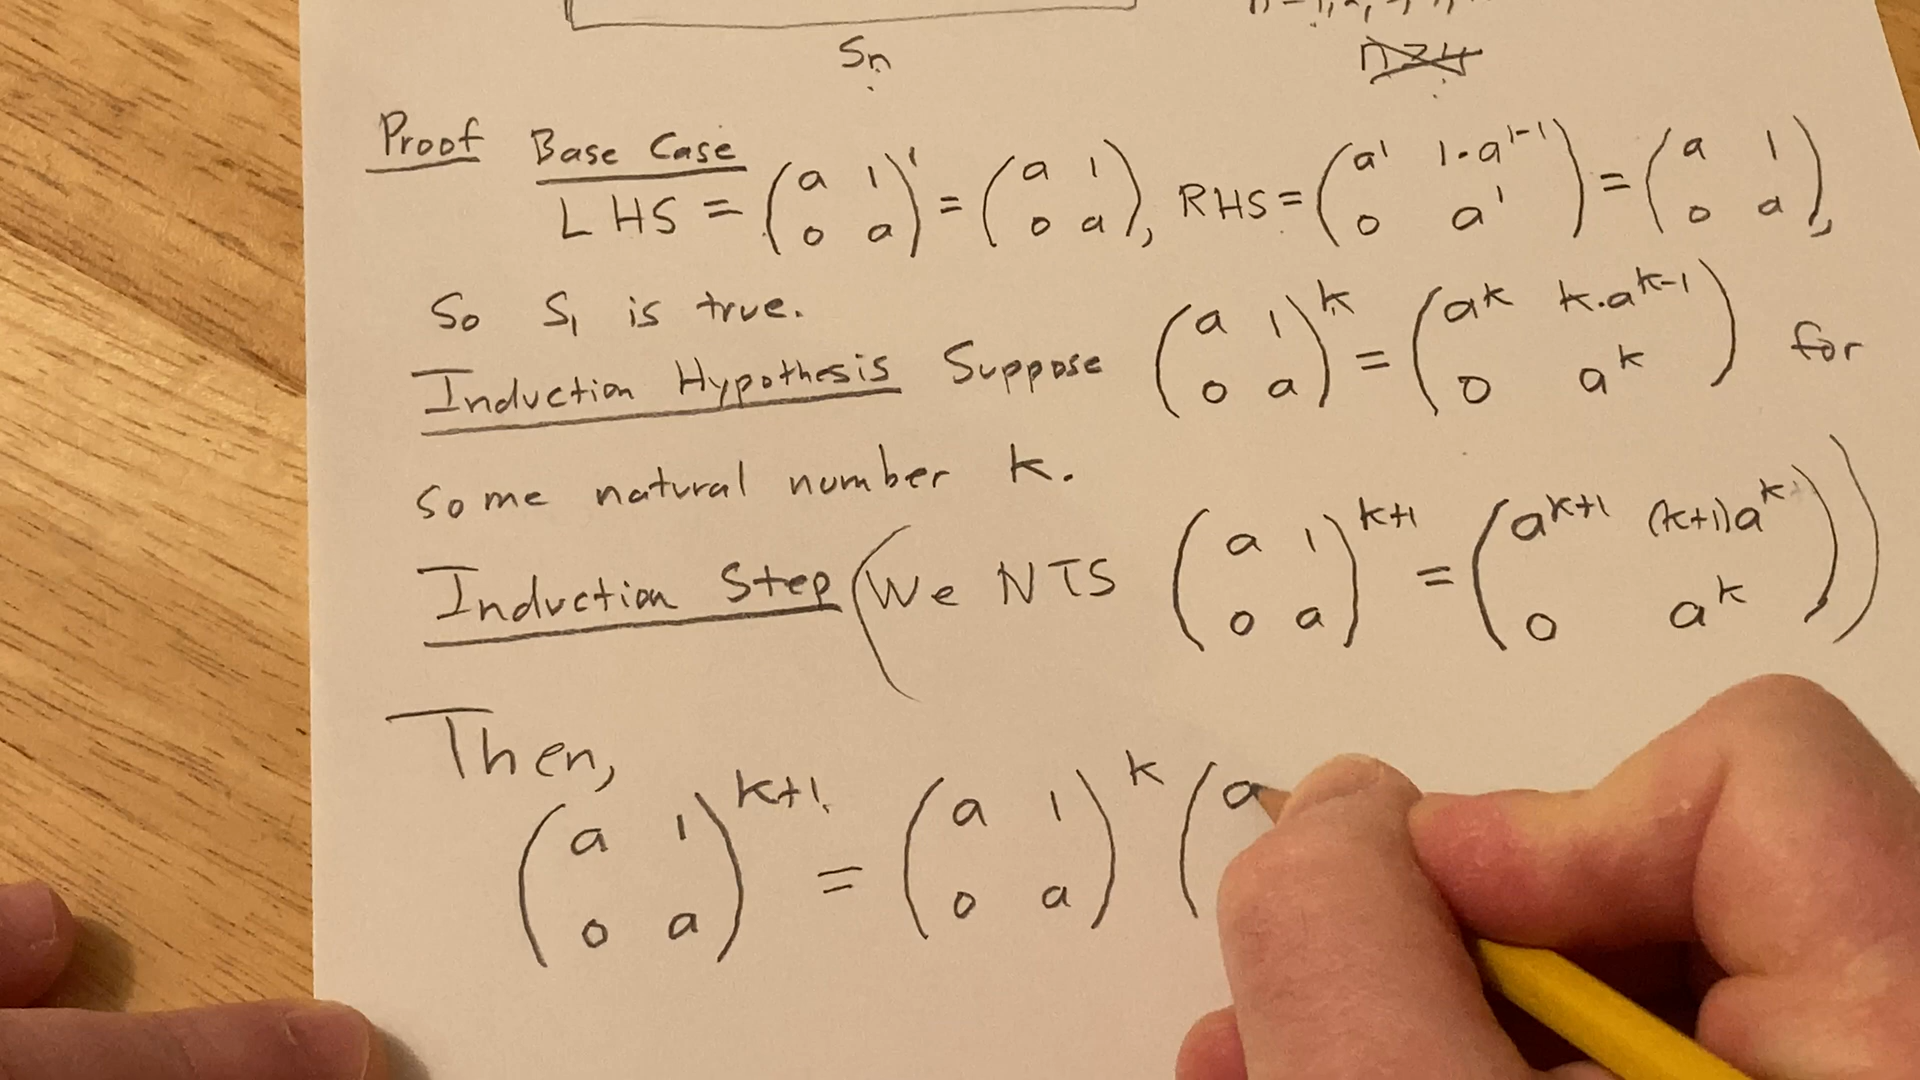 Sn
n≥4
Proof Base Case
LHS = (a 1; 0 a)^1 = (a 1; 0 a), RHS = (a^1 1·a^{1-1}; 0 a^1) = (a 1; 0 a),
So S₁ is true.
Induction Hypothesis Suppose (a 1; 0 a)^k = (a^k k·a^{k-1}; 0 a^k) for
some natural number k.
Induction Step (We NTS (a 1; 0 a)^{k+1} = (a^{k+1} (k+1)a^k; 0 a^k))
Then,
(a 1; 0 a)^{k+1} = (a 1; 0 a)^k (a